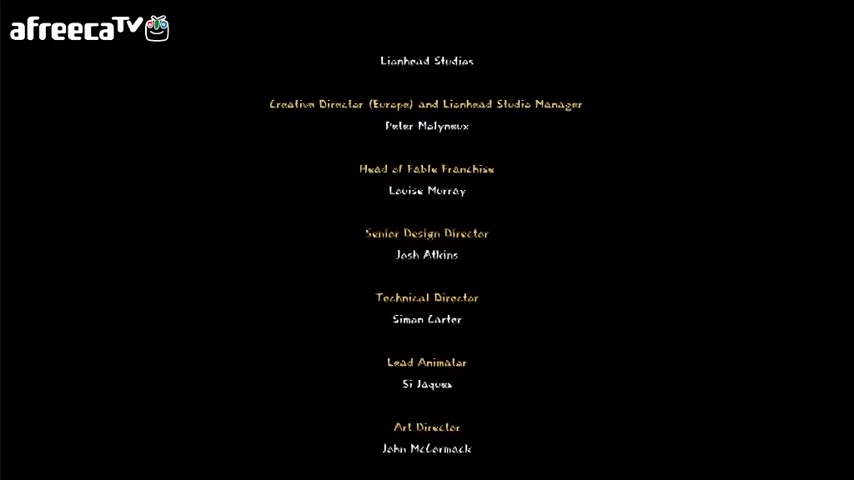 afreecaTV
Lionhead Studios
Creative Director (Europe) and Lionhead Studio Manager
Peter Molyneux
Head of Fable Franchise
Louise Murray
Senior Design Director
Josh Atkins
Technical Director
Simon Carter
Lead Animator
Si Jaques
Art Director
John McCormack